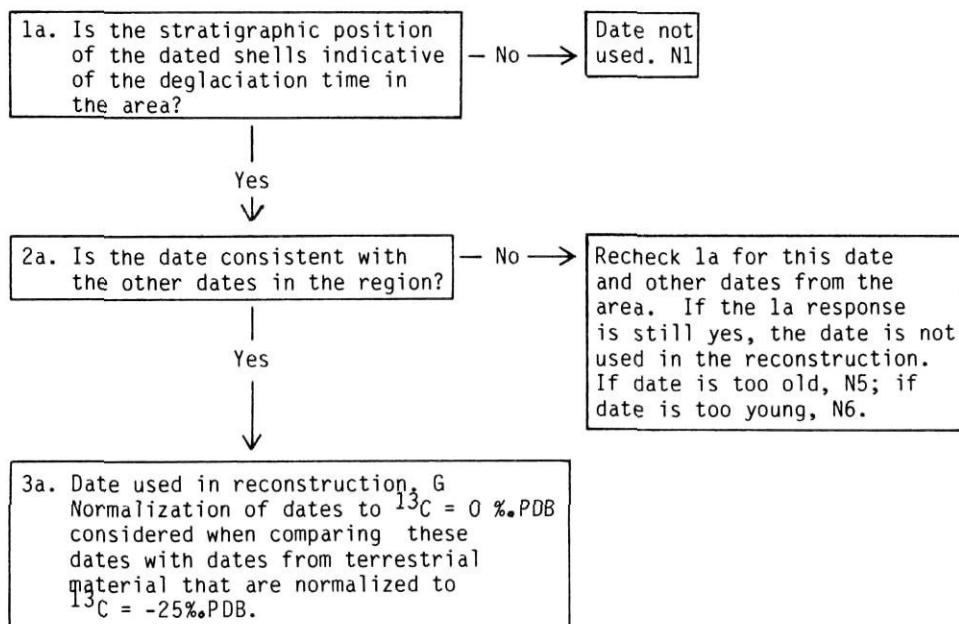 1a. Is the stratigraphic position
of the dated shells indicative
of the deglaciation time in
the area?
No
Date not
used. N1
Yes
2a. Is the date consistent with
the other dates in the region?
No
Recheck 1a for this date
and other dates from the
area. If the 1a response
is still yes, the date is not
used in the reconstruction.
If date is too old, N5; if
date is too young, N6.
Yes
3a. Date used in reconstruction, G
Normalization of dates to ¹³C = 0 ‰PDB
considered when comparing these
dates with dates from terrestrial
material that are normalized to
¹³C = -25‰PDB.